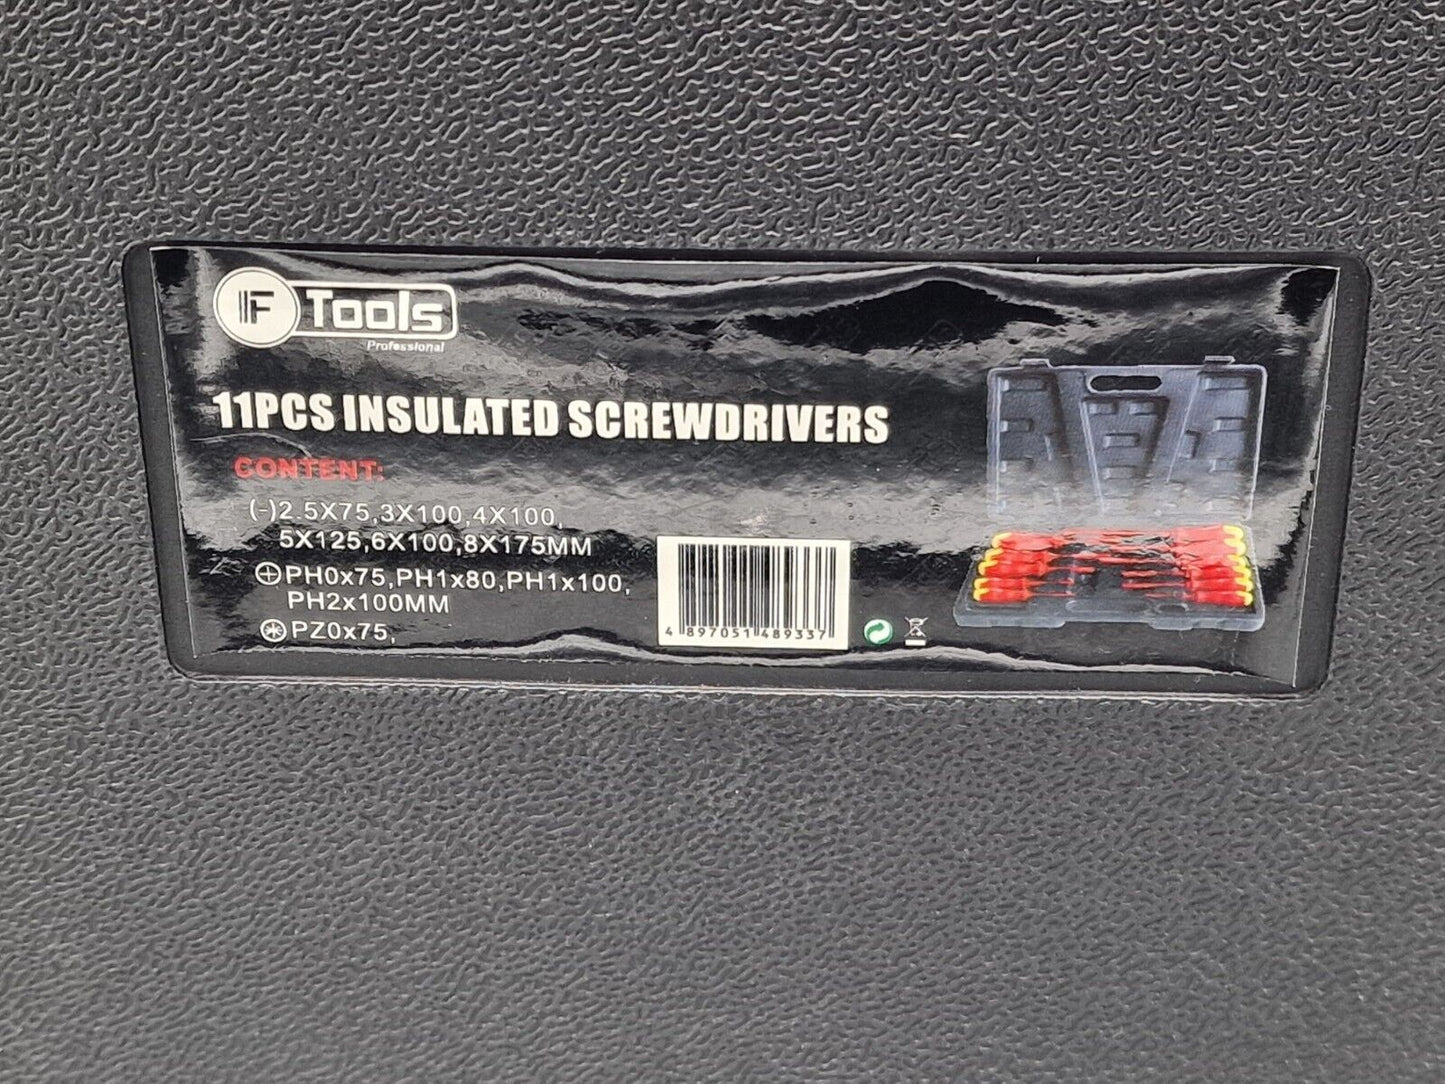 IF Tools
Professional
11PCS INSULATED SCREWDRIVERS
CONTENT:
(-)2.5X75,3X100,4X100,
5X125,6X100,8X175MM
PH0x75,PH1x80,PH1x100,
PH2x100MM
PZ0x75,
4 897051 489337